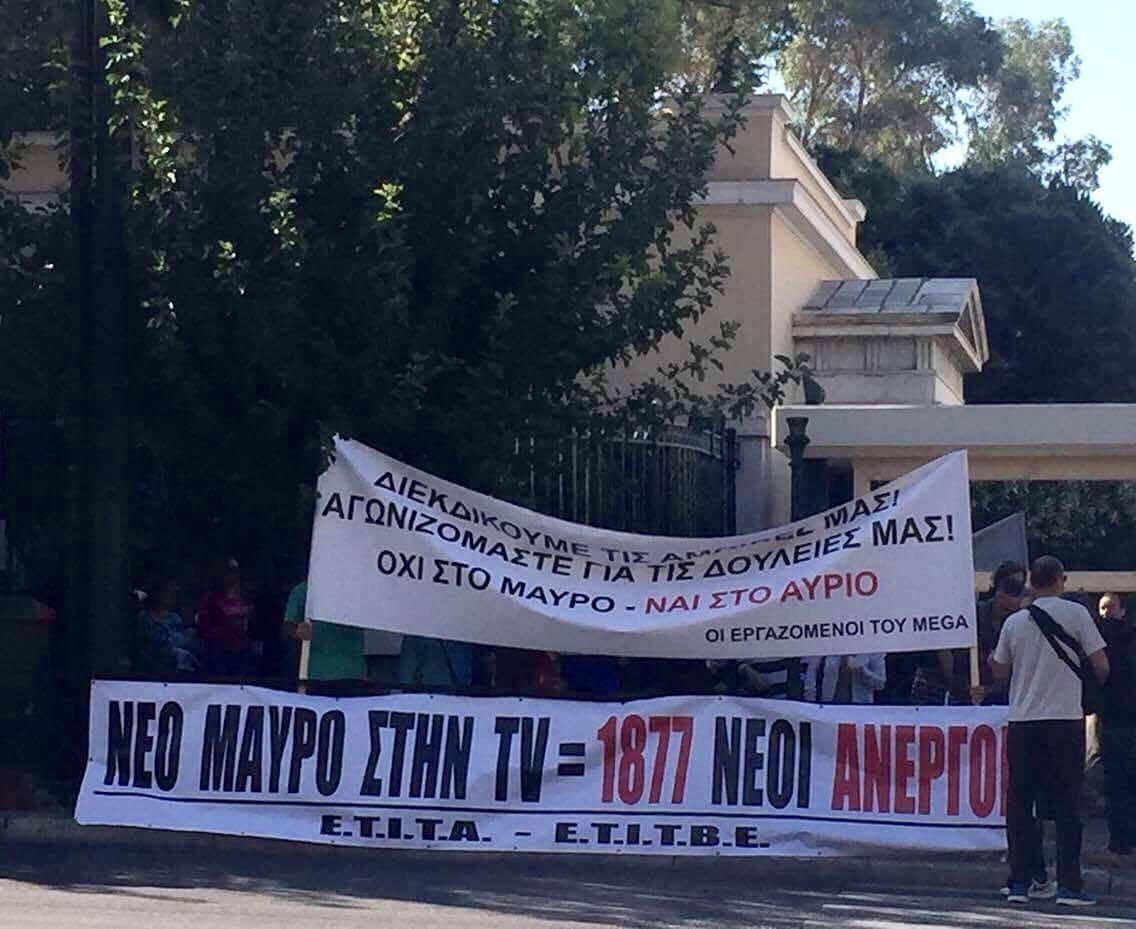 ΔΙΕΚΔΙΚΟΥΜΕ ΤΙΣ ΜΑΣ!
ΑΓΩΝΙΖΟΜΑΣΤΕ ΓΙΑ ΤΙΣ ΔΟΥΛΕΙΕΣ ΜΑΣ!
ΟΧΙ ΣΤΟ ΜΑΥΡΟ - ΝΑΙ ΣΤΟ ΑΥΡΙΟ
ΟΙ ΕΡΓΑΖΟΜΕΝΟΙ ΤΟΥ MEGA
ΝΕΟ ΜΑΥΡΟ ΣΤΗΝ TV = 1877 ΝΕΟΙ ΑΝΕΡΓΟΙ
Ε.Τ.Ι.Τ.Α. - Ε.Τ.Ι.Τ.Β.Ε.